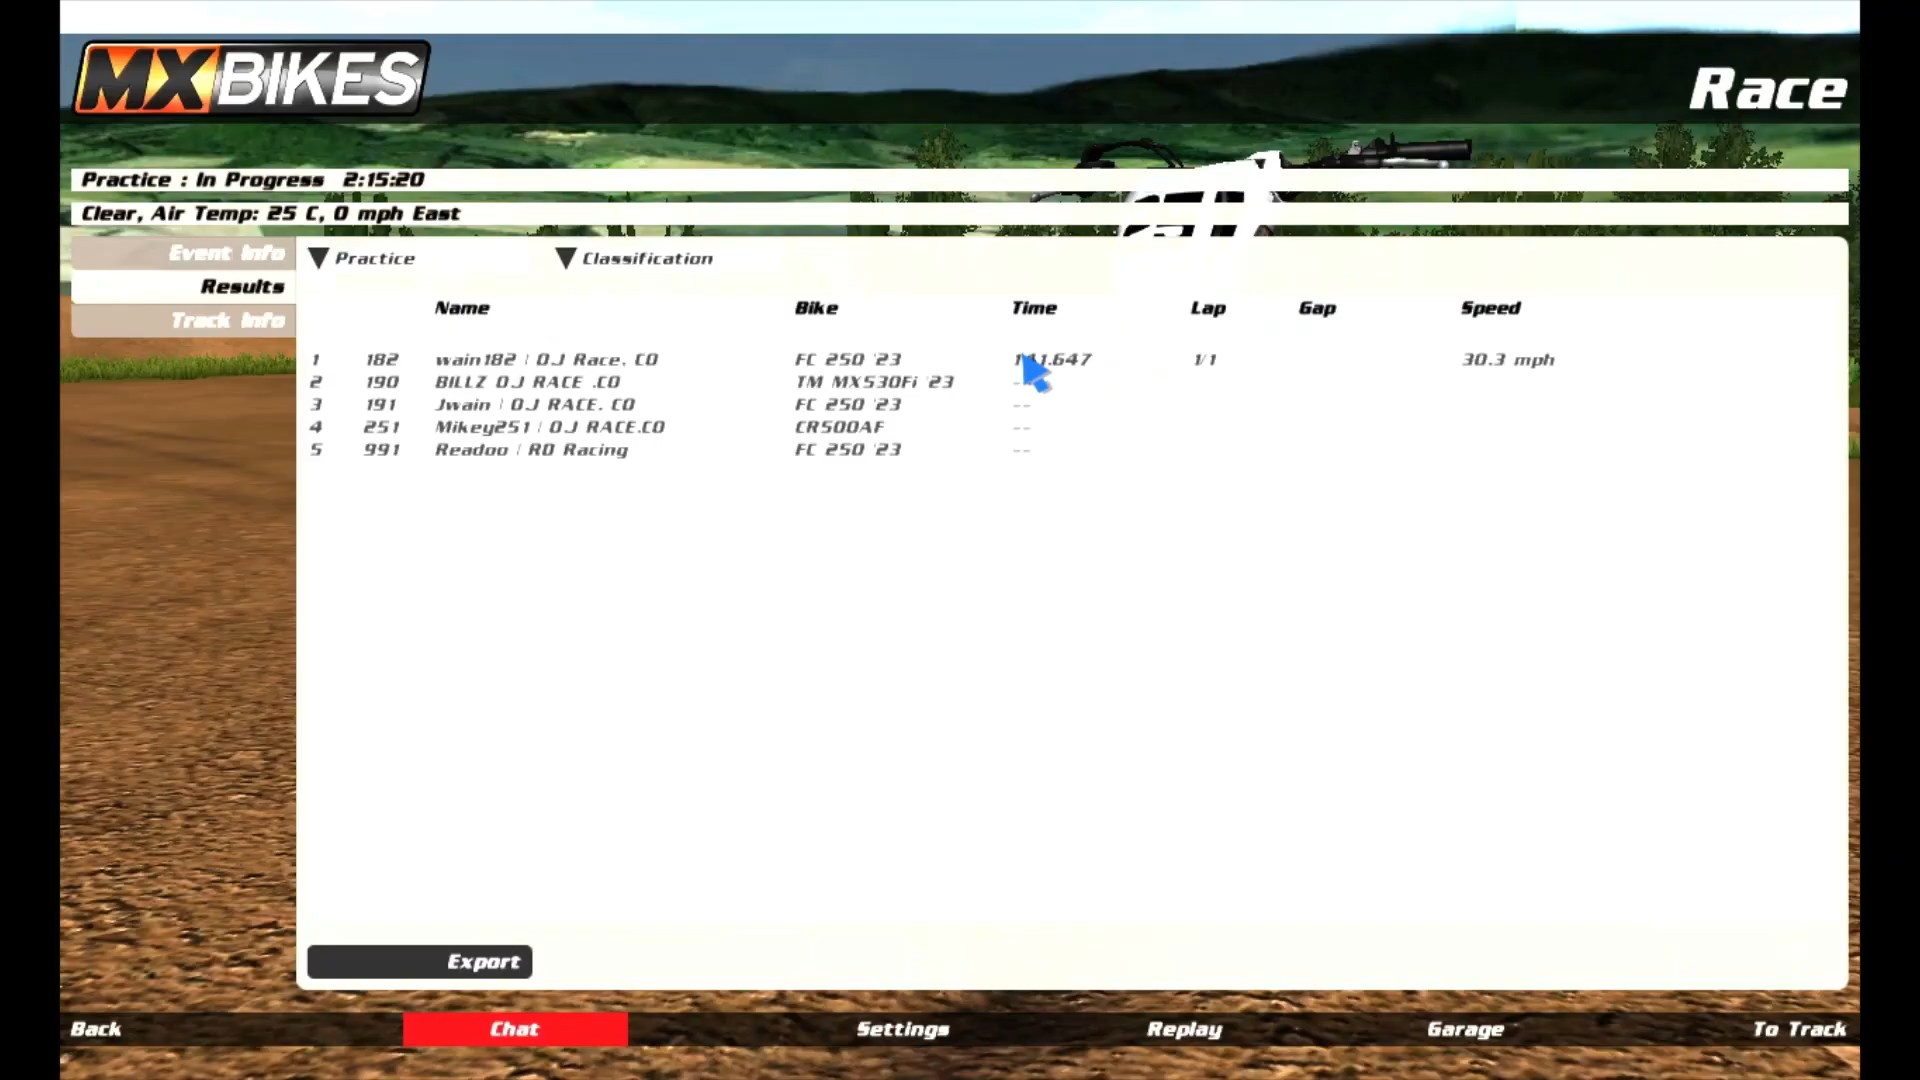 MXBIKES
Race
Practice : In Progress 2:15:20
Clear, Air Temp: 25 C, 0 mph East
Event Info
Results
Track Info
Practice Classification
Name Bike Time Lap Gap Speed
1 182 wain182 | OJ Race. CO FC 250 '23 1/1 30.3 mph
2 190 BILLZ OJ RACE .CO TM MX530Fi '23
3 191 Jwain | OJ RACE. CO FC 250 '23 --
4 251 Mikey251 | OJ RACE.CO CR500AF --
5 991 Readoo | RD Racing FC 250 '23 --
Export
Back Chat Settings Replay Garage To Track